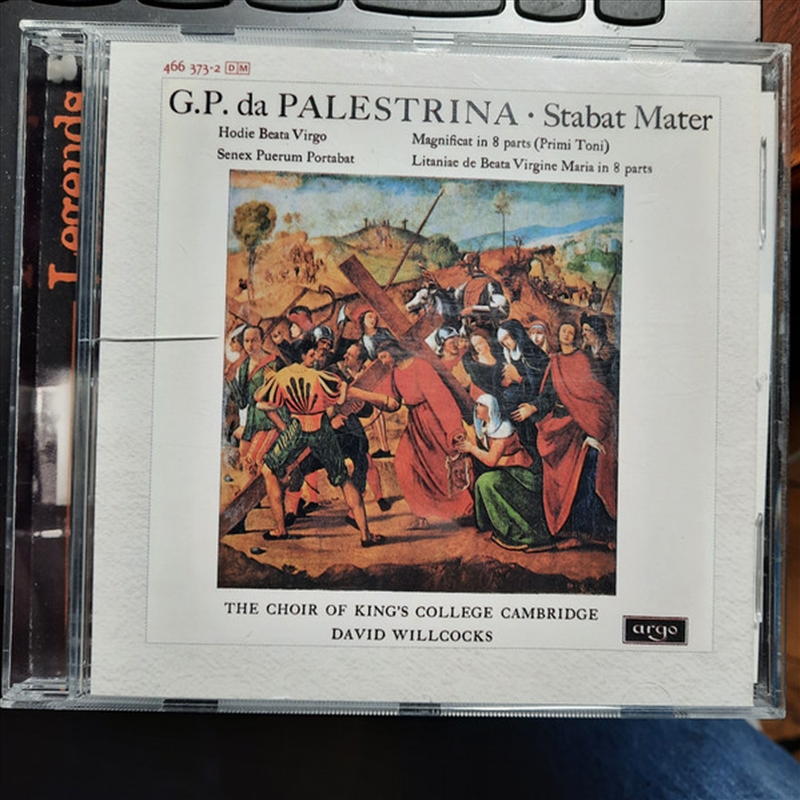 466 373-2 DM
G.P. da PALESTRINA · Stabat Mater
Hodie Beata Virgo
Senex Puerum Portabat
Magnificat in 8 parts (Primi Toni)
Litaniae de Beata Virgine Maria in 8 parts
THE CHOIR OF KING'S COLLEGE CAMBRIDGE
DAVID WILLCOCKS
argo
Legends